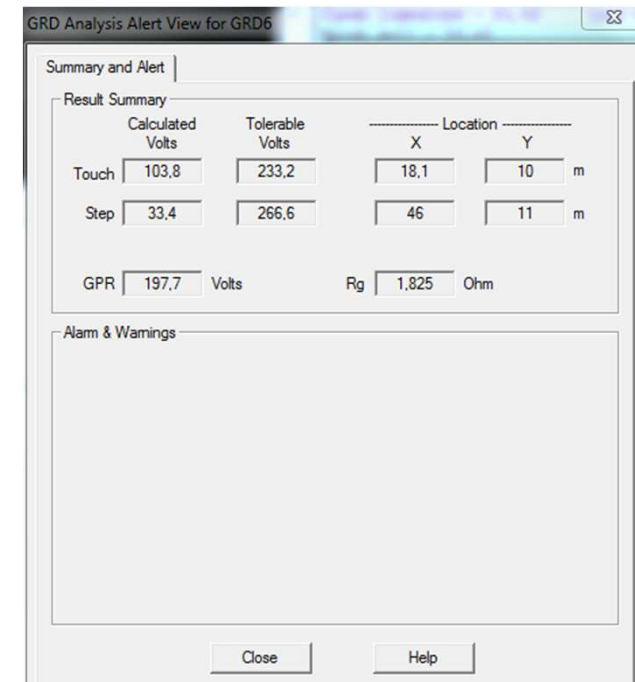 GRD Analysis Alert View for GRD6
Summary and Alert
Result Summary
Calculated Tolerable ---------------- Location ----------------
Volts Volts X Y
Touch 103,8 233,2 18,1 10 m
Step 33,4 266,6 46 11 m
GPR 197,7 Volts Rg 1,825 Ohm
Alarm & Warnings
Close Help